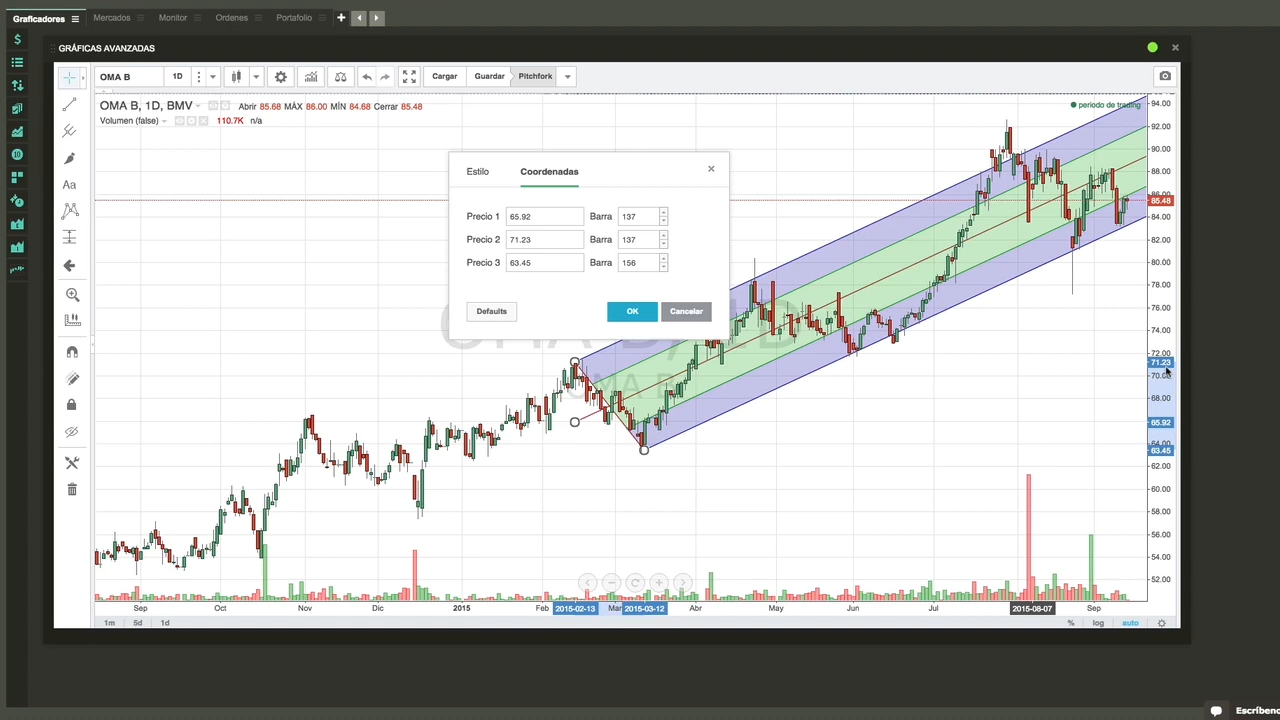 Graficadores Mercados Monitor Ordenes Portafolio
GRÁFICAS AVANZADAS
OMA B 1D Cargar Guardar Pitchfork
OMA B, 1D, BMV Abrir 85.68 MÁX 86.00 MÍN 84.68 Cerrar 85.48
Volumen (false) 110.7K n/a
periodo de trading
Estilo Coordenadas
Precio 1 65.92 Barra 137
Precio 2 71.23 Barra 137
Precio 3 63.45 Barra 156
Defaults OK Cancelar
Aa
OMA B
94.00
92.00
90.00
88.00
86.00
85.48
84.00
82.00
80.00
78.00
76.00
74.00
72.00
71.23
70.00
68.00
65.92
64.00
63.45
62.00
60.00
58.00
56.00
54.00
52.00
Sep Oct Nov Dic 2015 Feb 2015-02-13 Mar 2015-03-12 Abr May Jun Jul 2015-08-07 Sep
1m 5d 1d % log auto
Escríbeno